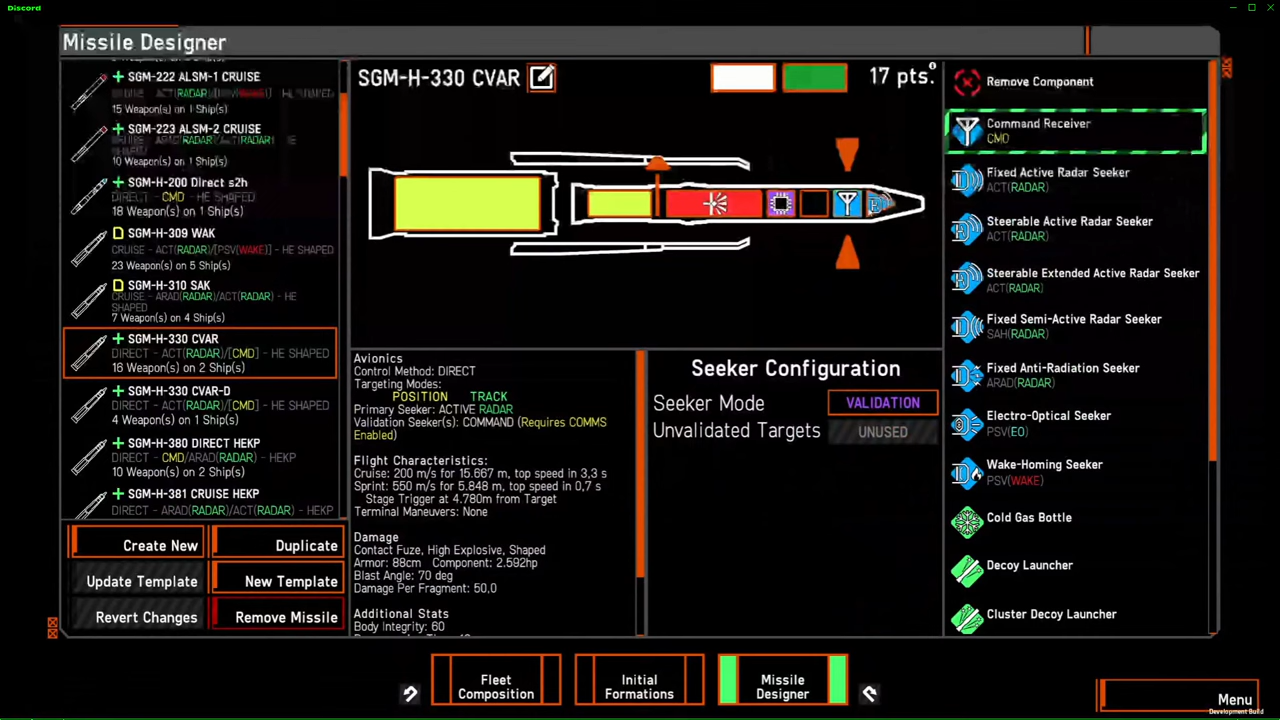 Discord
Missile Designer
SGM-222 ALSM-1 CRUISE
15 Weapon(s) on 1 Ship(s)
SGM-223 ALSM-2 CRUISE
10 Weapon(s) on 1 Ship(s)
SGM-H-200 Direct s2h
DIRECT - CMD - HE SHAPED
18 Weapon(s) on 1 Ship(s)
SGM-H-309 WAK
CRUISE - ACT(RADAR)/[PSV(WAKE)] - HE SHAPED
23 Weapon(s) on 5 Ship(s)
SGM-H-310 SAK
CRUISE - ARAD(RADAR)/ACT(RADAR) - HE
SHAPED
7 Weapon(s) on 4 Ship(s)
SGM-H-330 CVAR
DIRECT - ACT(RADAR)/[CMD] - HE SHAPED
16 Weapon(s) on 2 Ship(s)
SGM-H-330 CVAR-D
DIRECT - ACT(RADAR)/[CMD] - HE SHAPED
4 Weapon(s) on 1 Ship(s)
SGM-H-380 DIRECT HEKP
DIRECT - CMD/ARAD(RADAR) - HEKP
10 Weapon(s) on 2 Ship(s)
SGM-H-381 CRUISE HEKP
CRUISE - ARAD(RADAR)/ACT(RADAR) - HEKP
Create New
Duplicate
Update Template
New Template
Revert Changes
Remove Missile
SGM-H-330 CVAR
17 pts.
Avionics
Control Method: DIRECT
Targeting Modes:
POSITION TRACK
Primary Seeker: ACTIVE RADAR
Validation Seeker(s): COMMAND (Requires COMMS
Enabled)
Flight Characteristics:
Cruise: 200 m/s for 15.667 m, top speed in 3,3 s
Sprint: 550 m/s for 5.848 m, top speed in 0,7 s
Stage Trigger at 4.780m from Target
Terminal Maneuvers: None
Damage
Contact Fuze, High Explosive, Shaped
Armor: 88cm Component: 2.592hp
Blast Angle: 70 deg
Damage Per Fragment: 50,0
Additional Stats
Body Integrity: 60
Seeker Configuration
Seeker Mode
VALIDATION
Unvalidated Targets
UNUSED
Remove Component
Command Receiver
CMD
Fixed Active Radar Seeker
ACT(RADAR)
Steerable Active Radar Seeker
ACT(RADAR)
Steerable Extended Active Radar Seeker
ACT(RADAR)
Fixed Semi-Active Radar Seeker
SAH(RADAR)
Fixed Anti-Radiation Seeker
ARAD(RADAR)
Electro-Optical Seeker
PSV(EO)
Wake-Homing Seeker
PSV(WAKE)
Cold Gas Bottle
Decoy Launcher
Cluster Decoy Launcher
Fleet
Composition
Initial
Formations
Missile
Designer
Menu
Development Build